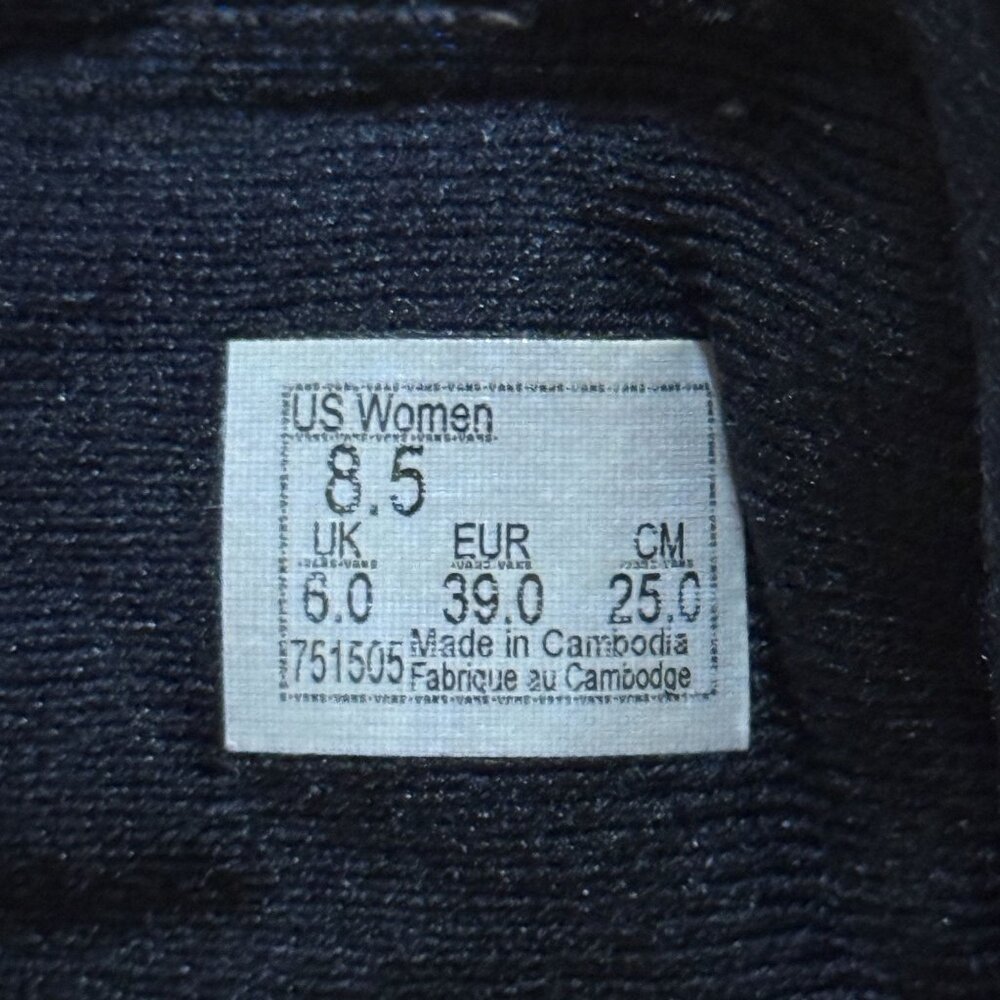 US Women
8.5
UK EUR CM
6.0 39.0 25.0
751505 Made in Cambodia
Fabrique au Cambodge